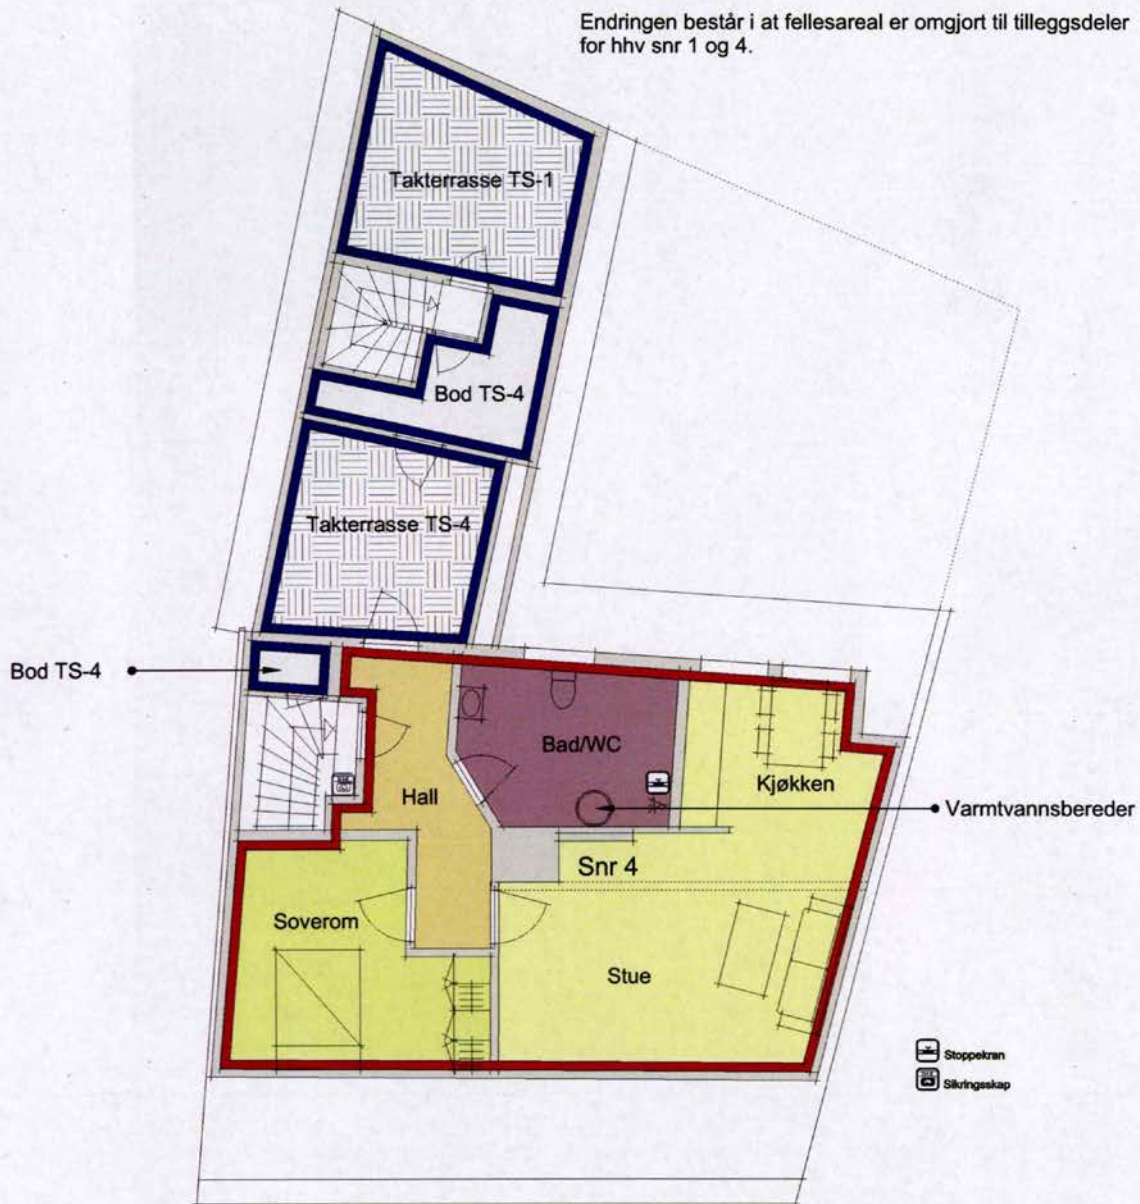 Endringen består i at fellesareal er omgjort til tilleggsdeler
for hhv snr 1 og 4.
Takterrasse TS-1
Bod TS-4
Takterrasse TS-4
Bod TS-4
Bad/WC
Kjøkken
Hall
Varmtvannsbereder
Snr 4
Soverom
Stue
Stoppekran
Sikringsskap